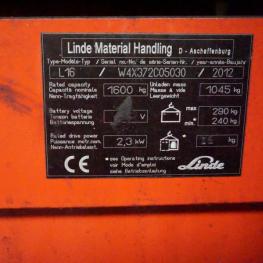 Linde Material Handling D - Aschaffenburg
Type-Modele-Typ / Serial no.-No. de série-Serien-Nr. / year-année-Baujahr
L16 / W4X372C05030 / 2012
Rated capacity
Capacité nominale
Nenn-Tragfähigkeit
1600 kg
Unladen mass
Masse à vide
Leergewicht
1045 kg
Battery voltage
Tension batterie
Batteriespannung
V
max* 280 kg
min* 240 kg
Rated drive power
Puissance motr.nom.
Nenn-Antriebsleist.
2,3 kW
* kg
CE
* see Operating instructions
voir Mode d'emploi
siehe Betriebsanleitung
Linde